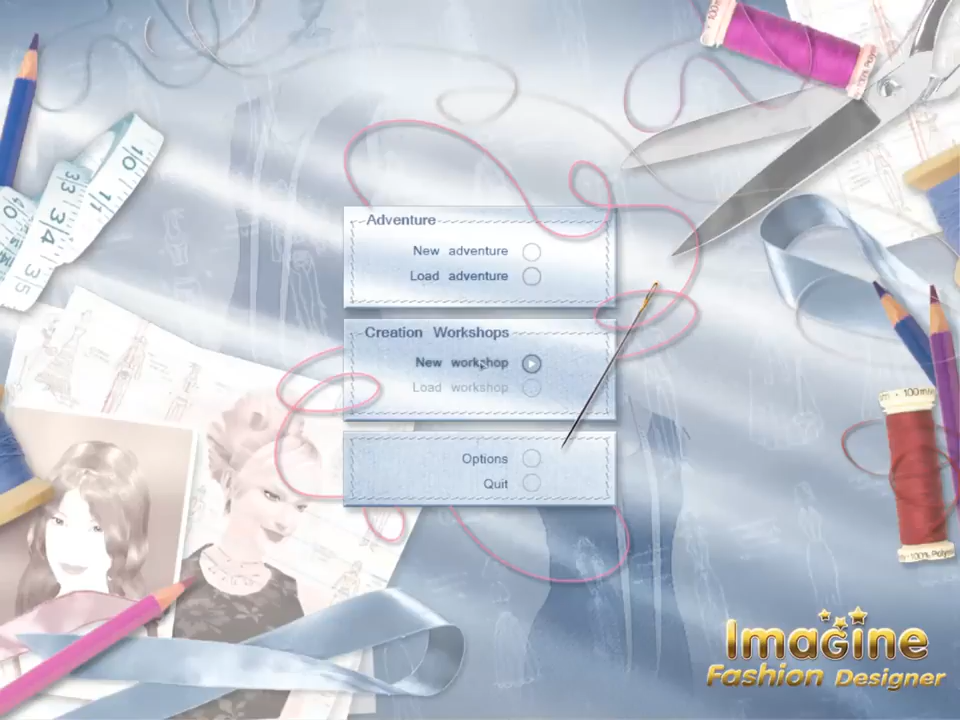 Adventure
New adventure
Load adventure
Creation Workshops
New workshop
Load workshop
Options
Quit
Imagine
Fashion Designer